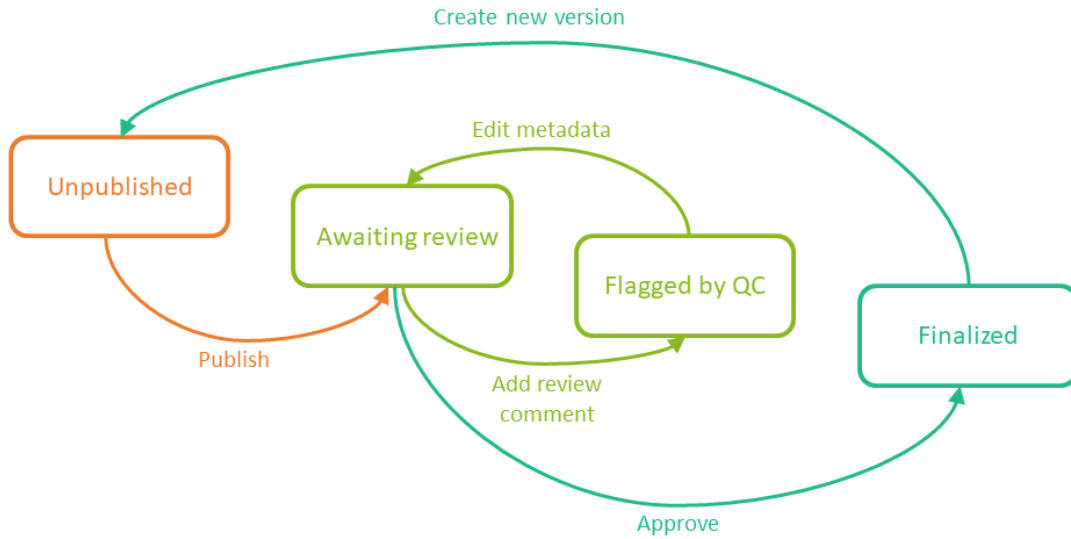 Create new version
Edit metadata
Unpublished
Awaiting review
Flagged by QC
Finalized
Publish
Add review
comment
Approve